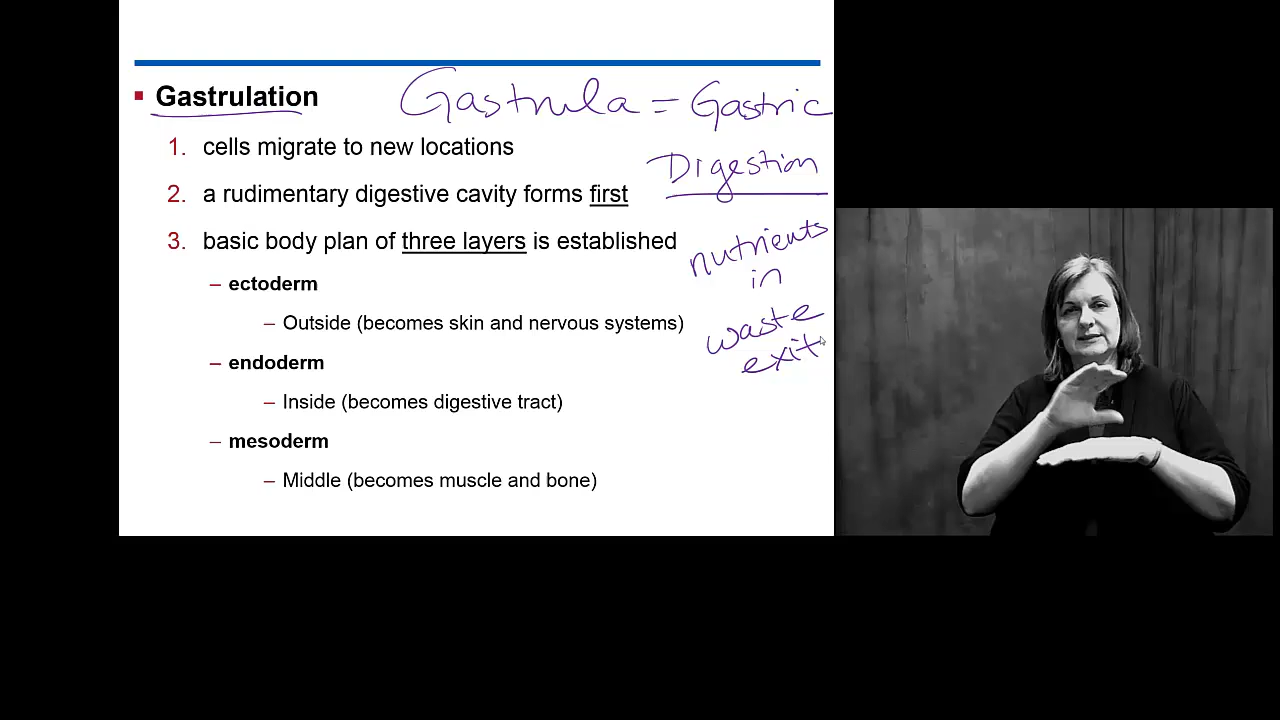 Gastrulation
Gastrula = Gastric
1. cells migrate to new locations
Digestion
2. a rudimentary digestive cavity forms first
3. basic body plan of three layers is established
nutrients
in
– ectoderm
– Outside (becomes skin and nervous systems)
waste
exit
– endoderm
– Inside (becomes digestive tract)
– mesoderm
– Middle (becomes muscle and bone)